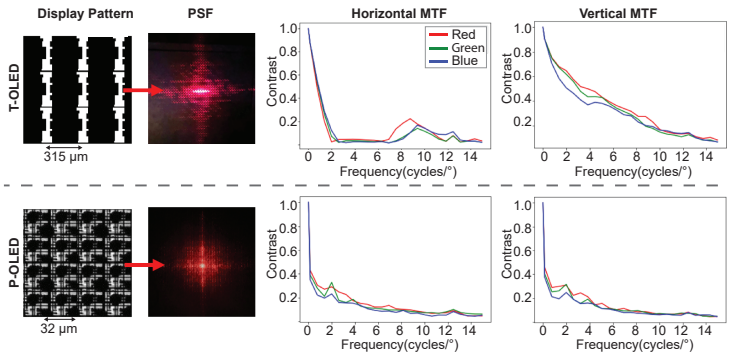 Display Pattern PSF Horizontal MTF Vertical MTF
T-OLED
315 µm
Contrast
1.0
0.8
0.6
0.4
0.2
0 2 4 6 8 10 12 14
Frequency(cycles/°)
Red
Green
Blue
Contrast
1.0
0.8
0.6
0.4
0.2
0 2 4 6 8 10 12 14
Frequency(cycles/°)
P-OLED
32 µm
Contrast
1.0
0.8
0.6
0.4
0.2
0 2 4 6 8 10 12 14
Frequency(cycles/°)
Contrast
1.0
0.8
0.6
0.4
0.2
0 2 4 6 8 10 12 14
Frequency(cycles/°)